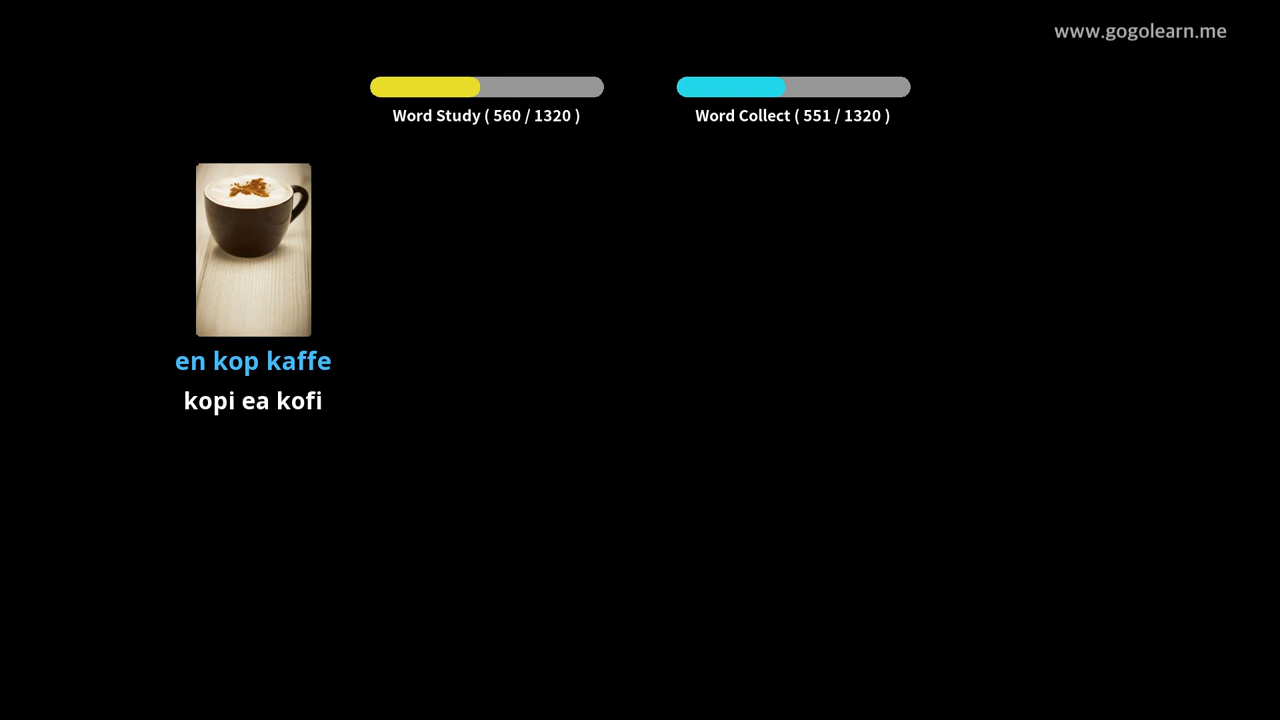 www.gogolearn.me
Word Study ( 560 / 1320 )
Word Collect ( 551 / 1320 )
en kop kaffe
kopi ea kofi